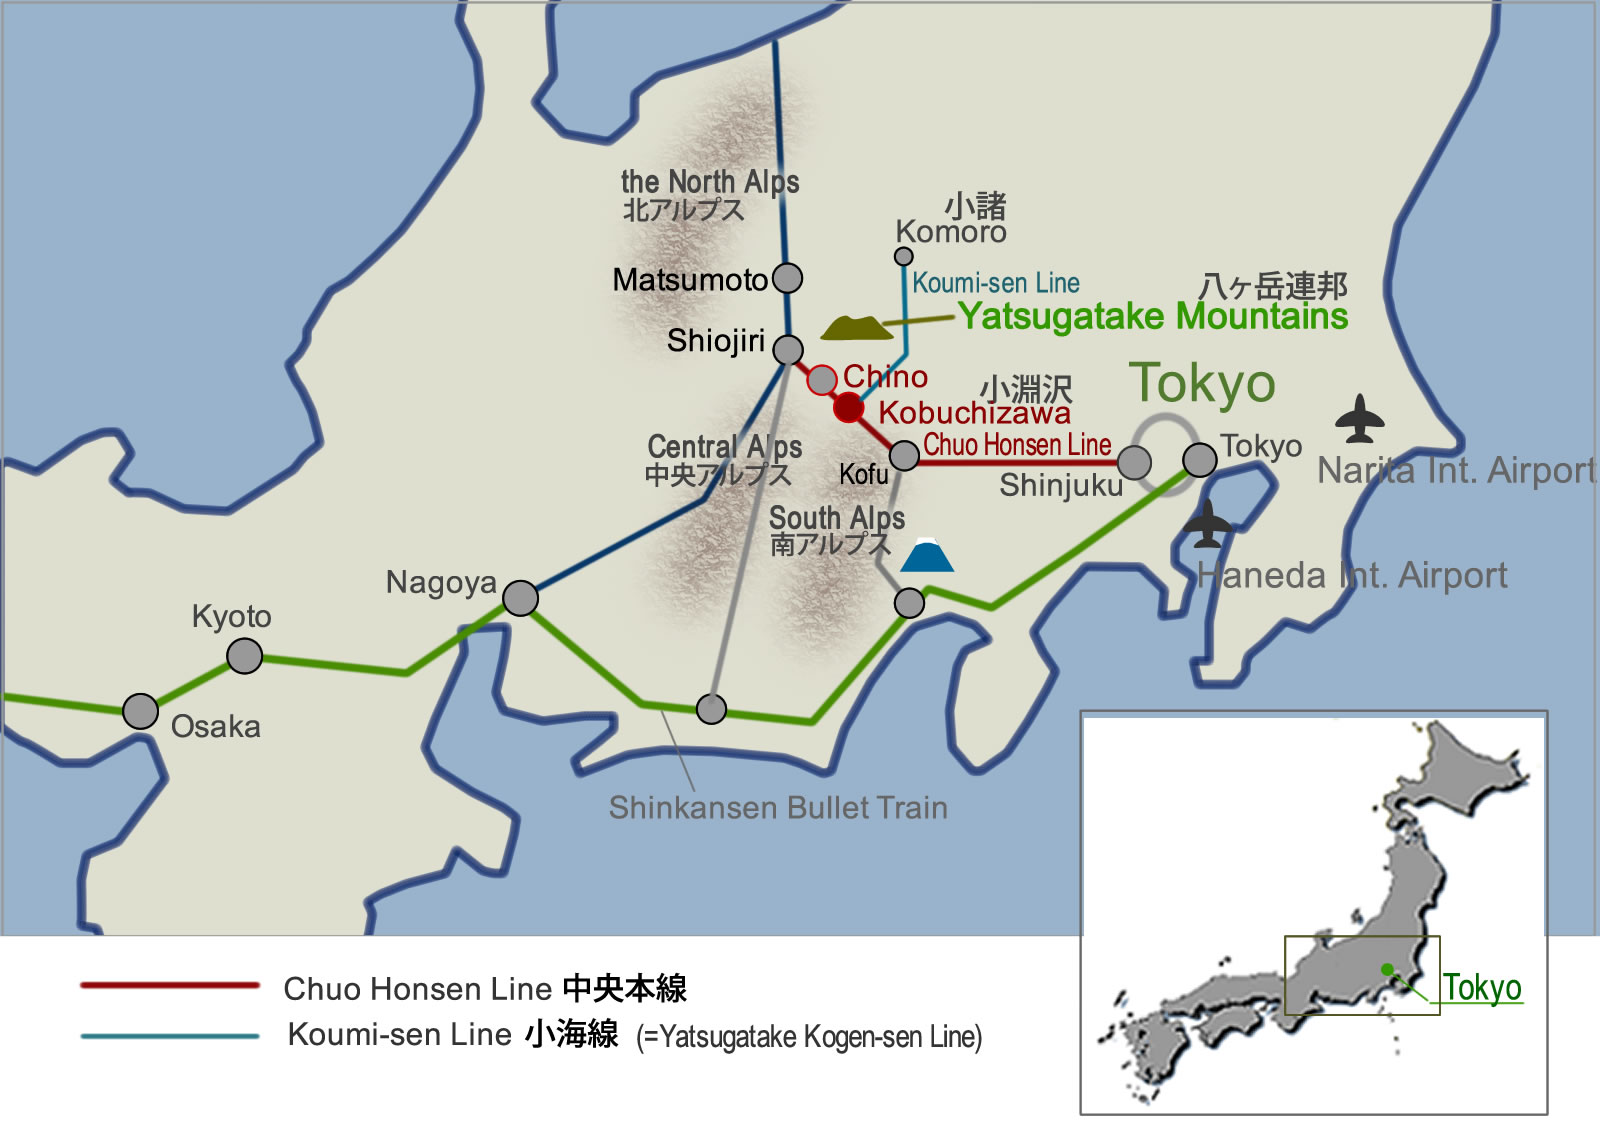 the North Alps
北アルプス
小諸
Komoro
Matsumoto
Koumi-sen Line
八ヶ岳連邦
Yatsugatake Mountains
Shiojiri
Chino
小淵沢
Tokyo
Kobuchizawa
Central Alps
中央アルプス
Chuo Honsen Line
Tokyo
Kofu
Shinjuku
Narita Int. Airport
South Alps
南アルプス
Nagoya
Haneda Int. Airport
Kyoto
Osaka
Shinkansen Bullet Train
Chuo Honsen Line 中央本線
Koumi-sen Line 小海線 (=Yatsugatake Kogen-sen Line)
Tokyo